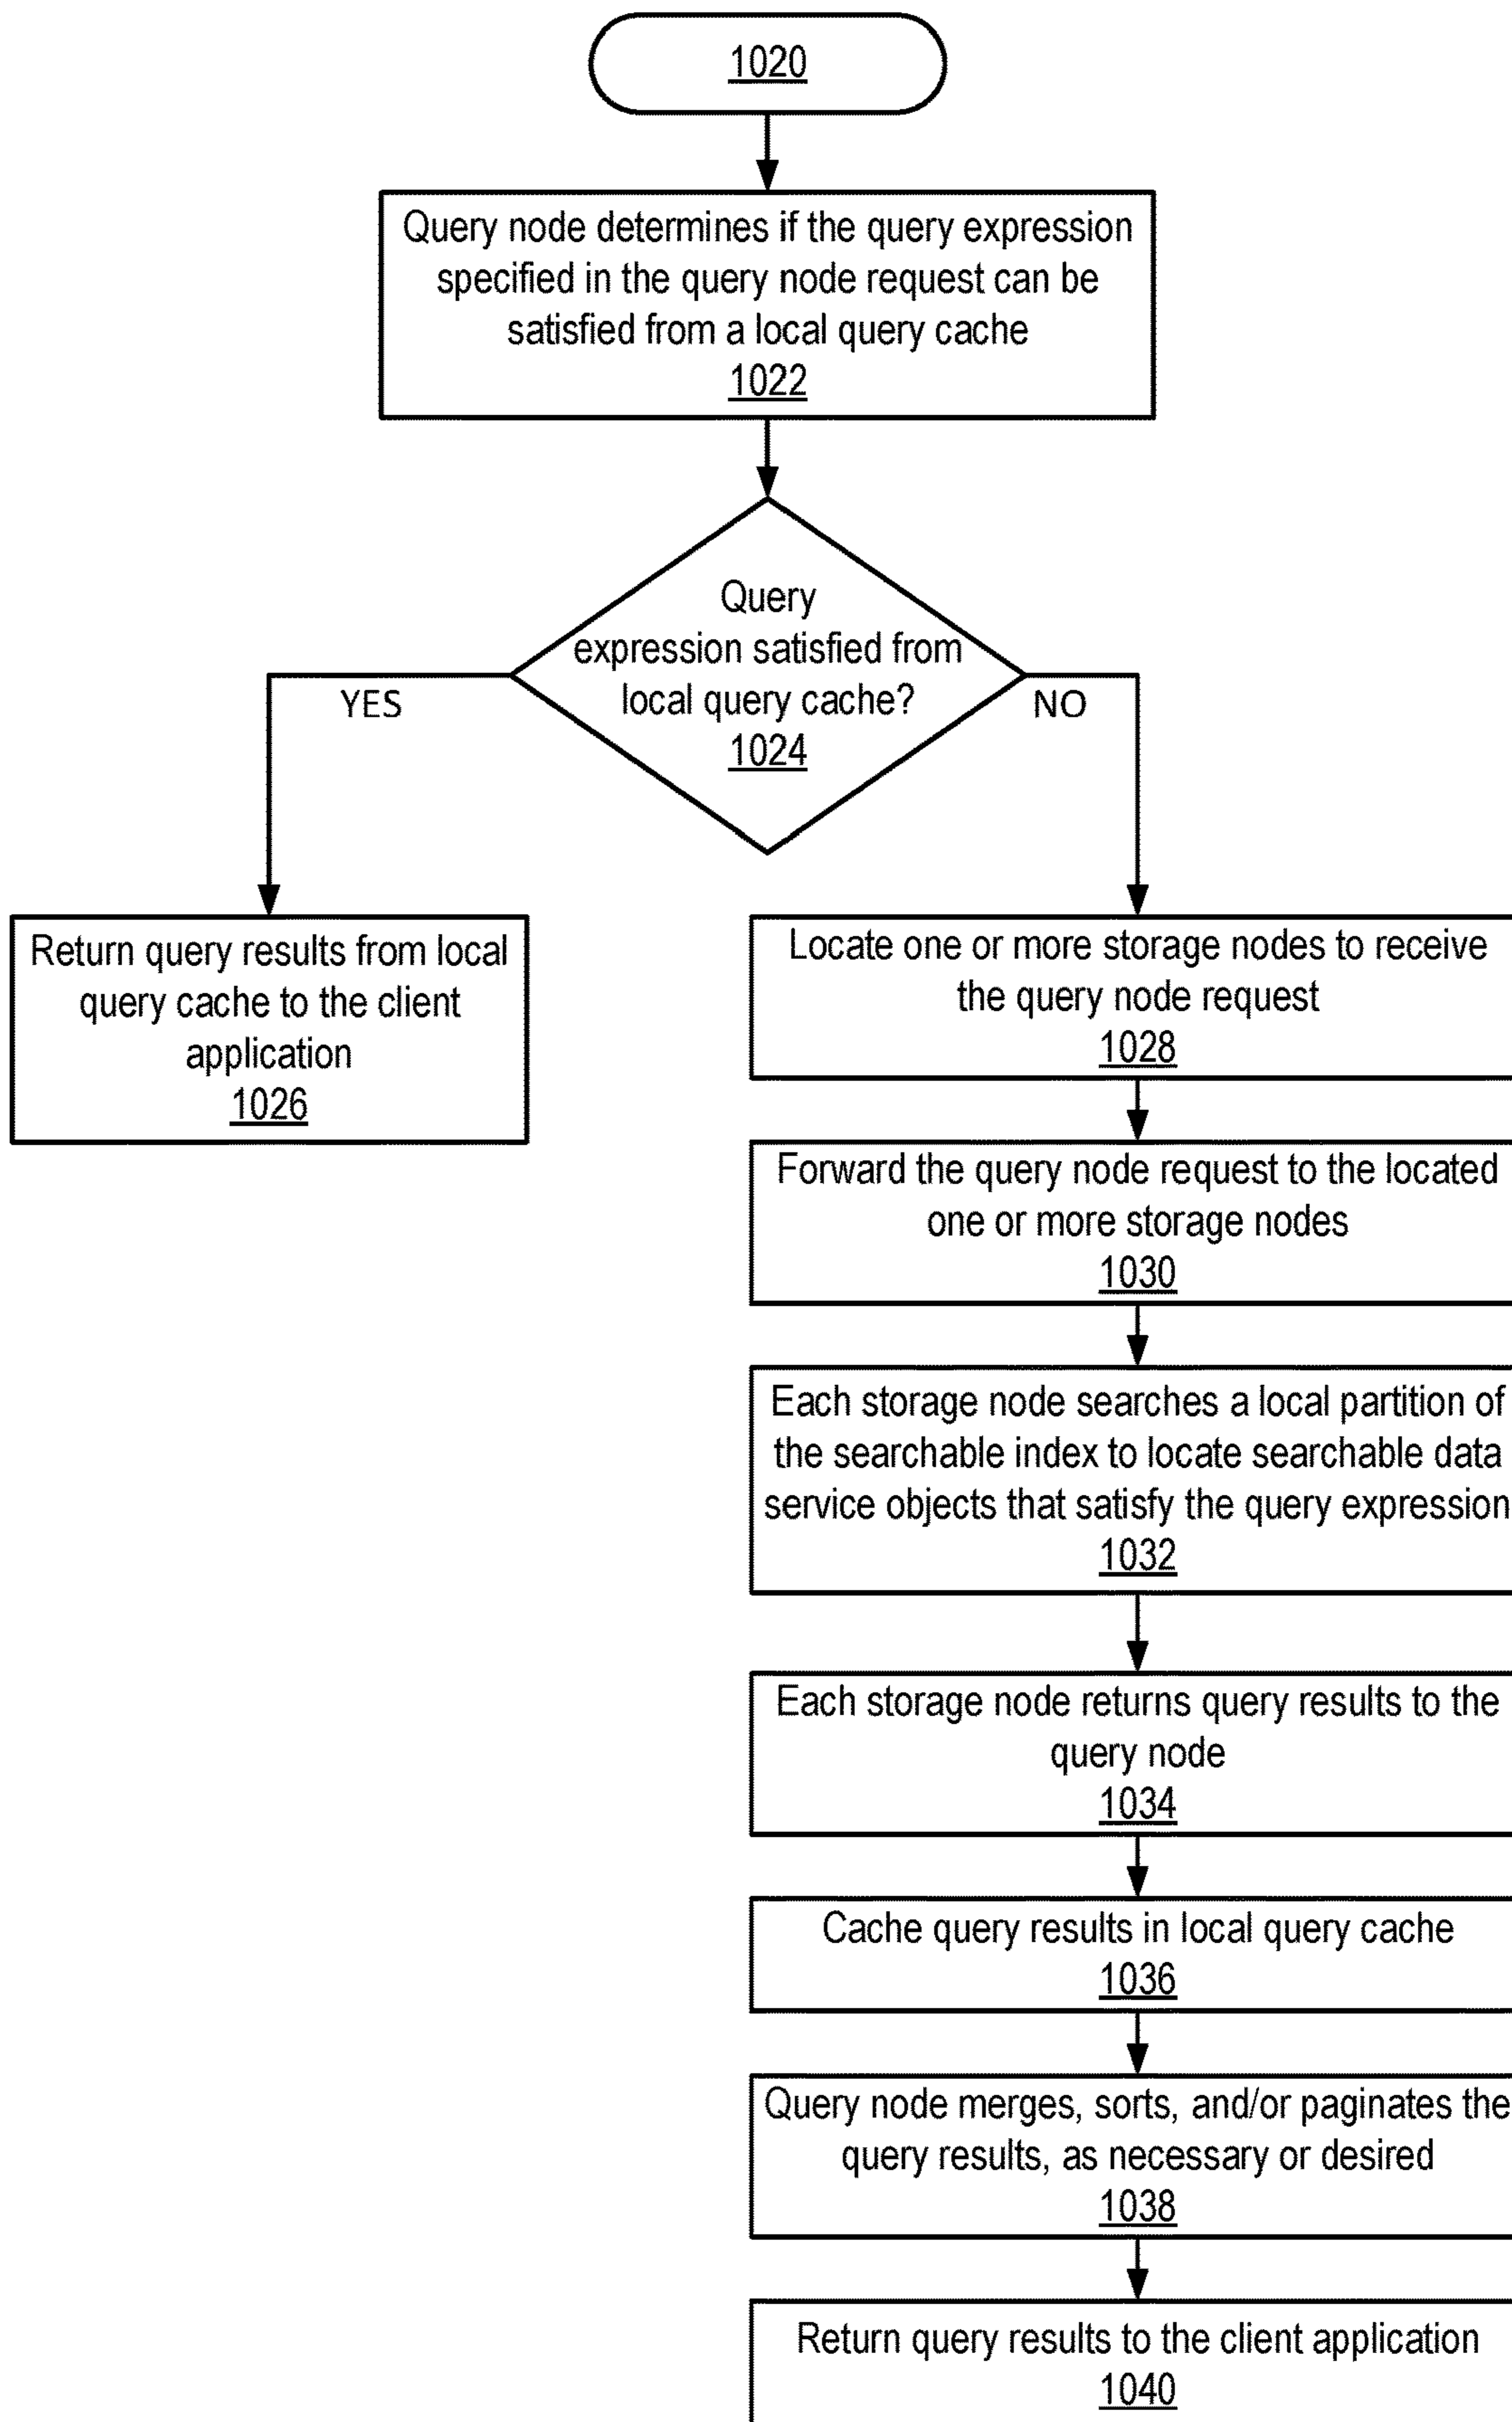 1020
Query node determines if the query expression
specified in the query node request can be
satisfied from a local query cache
1022
Query
expression satisfied from
local query cache?
1024
YES
NO
Return query results from local
query cache to the client
application
1026
Locate one or more storage nodes to receive
the query node request
1028
Forward the query node request to the located
one or more storage nodes
1030
Each storage node searches a local partition of
the searchable index to locate searchable data
service objects that satisfy the query expression
1032
Each storage node returns query results to the
query node
1034
Cache query results in local query cache
1036
Query node merges, sorts, and/or paginates the
query results, as necessary or desired
1038
Return query results to the client application
1040